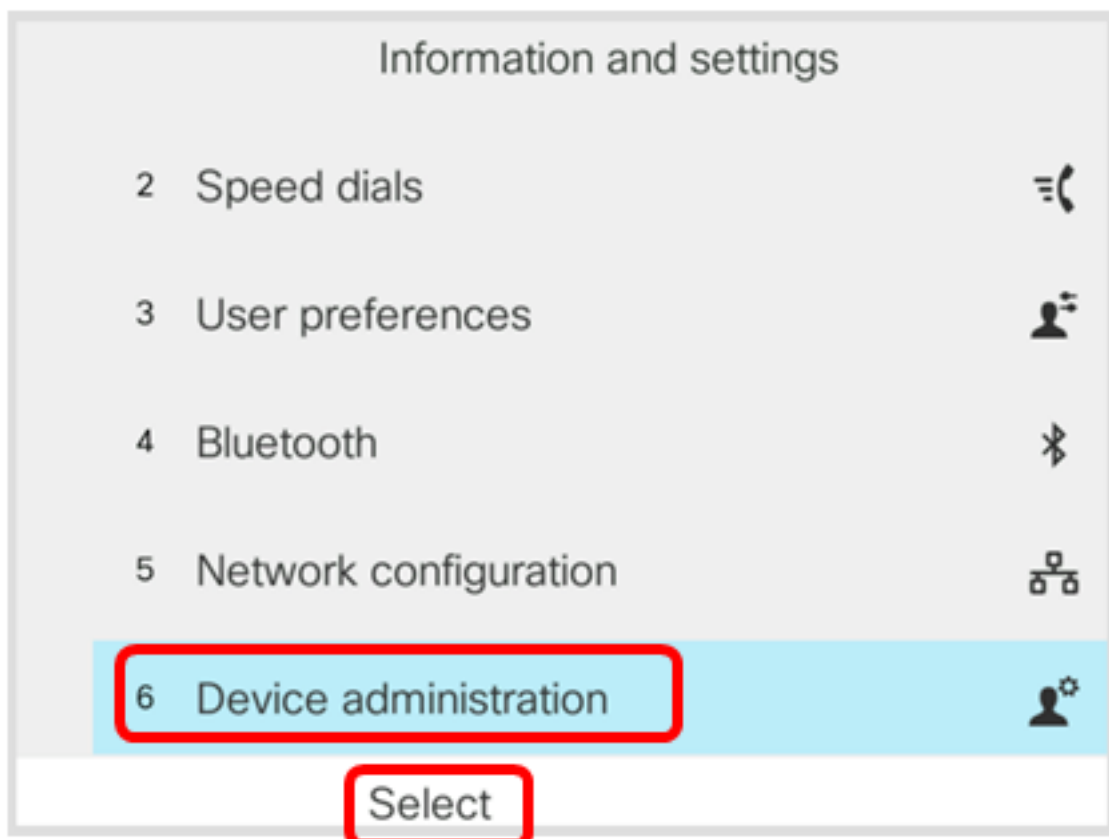 Information and settings
2 Speed dials
3 User preferences
4 Bluetooth
5 Network configuration
6 Device administration
Select